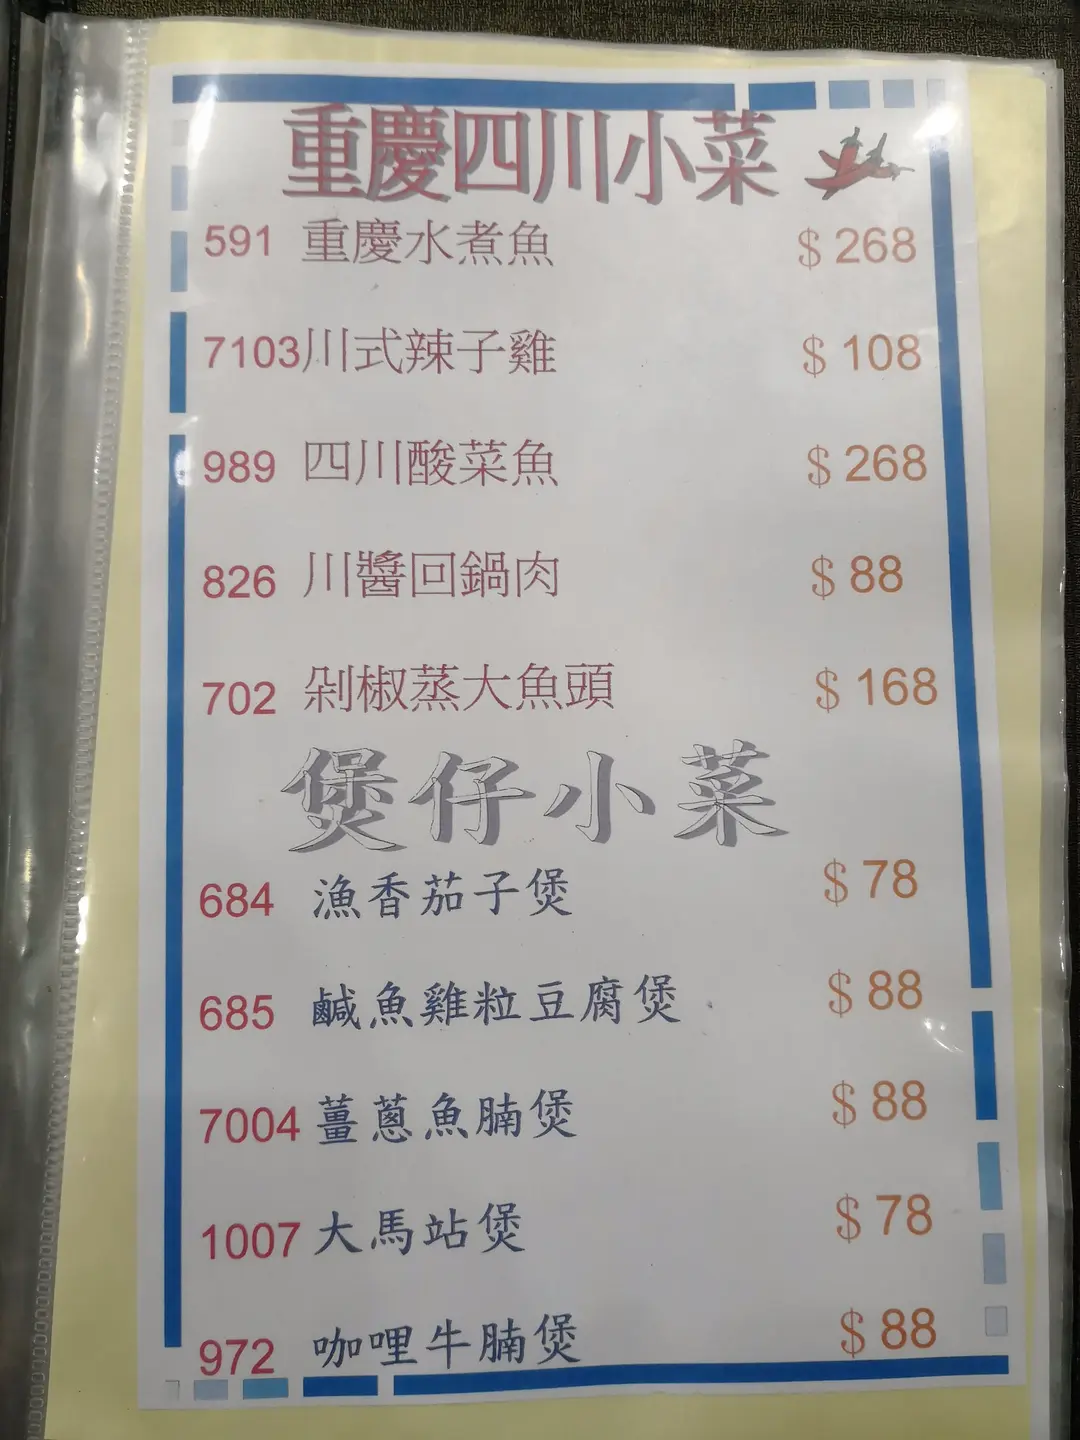 重慶四川小菜
591 重慶水煮魚 $268
7103 川式辣子雞 $108
989 四川酸菜魚 $268
826 川醬回鍋肉 $88
702 剁椒蒸大魚頭 $168
煲仔小菜
684 漁香茄子煲 $78
685 鹹魚雞粒豆腐煲 $88
7004 薑蔥魚腩煲 $88
1007 大馬站煲 $78
972 咖哩牛腩煲 $88